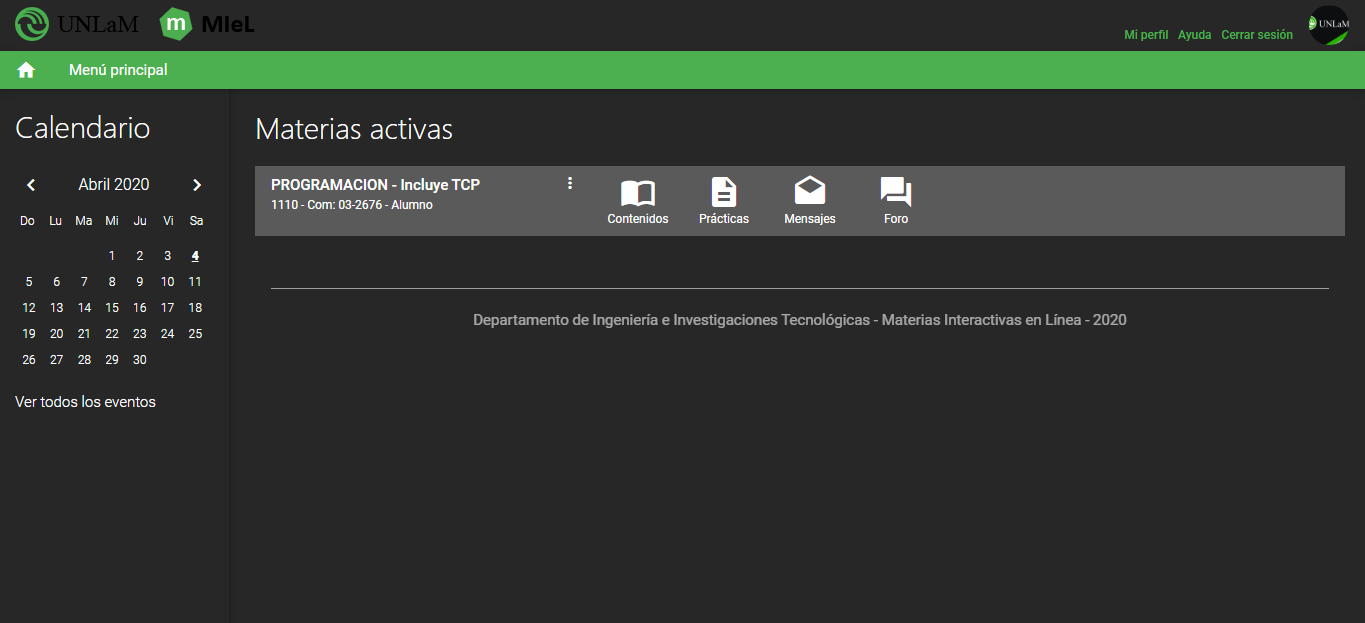 UNLaM m MIeL
Mi perfil Ayuda Cerrar sesión UNLaM
Menú principal
Calendario
Abril 2020
Do Lu Ma Mi Ju Vi Sa
1 2 3 4
5 6 7 8 9 10 11
12 13 14 15 16 17 18
19 20 21 22 23 24 25
26 27 28 29 30
Ver todos los eventos
Materias activas
PROGRAMACION - Incluye TCP
1110 - Com: 03-2676 - Alumno
Contenidos Prácticas Mensajes Foro
Departamento de Ingeniería e Investigaciones Tecnológicas - Materias Interactivas en Línea - 2020